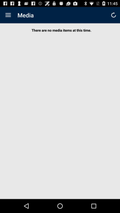 11:45
Media
There are no media items at this time.